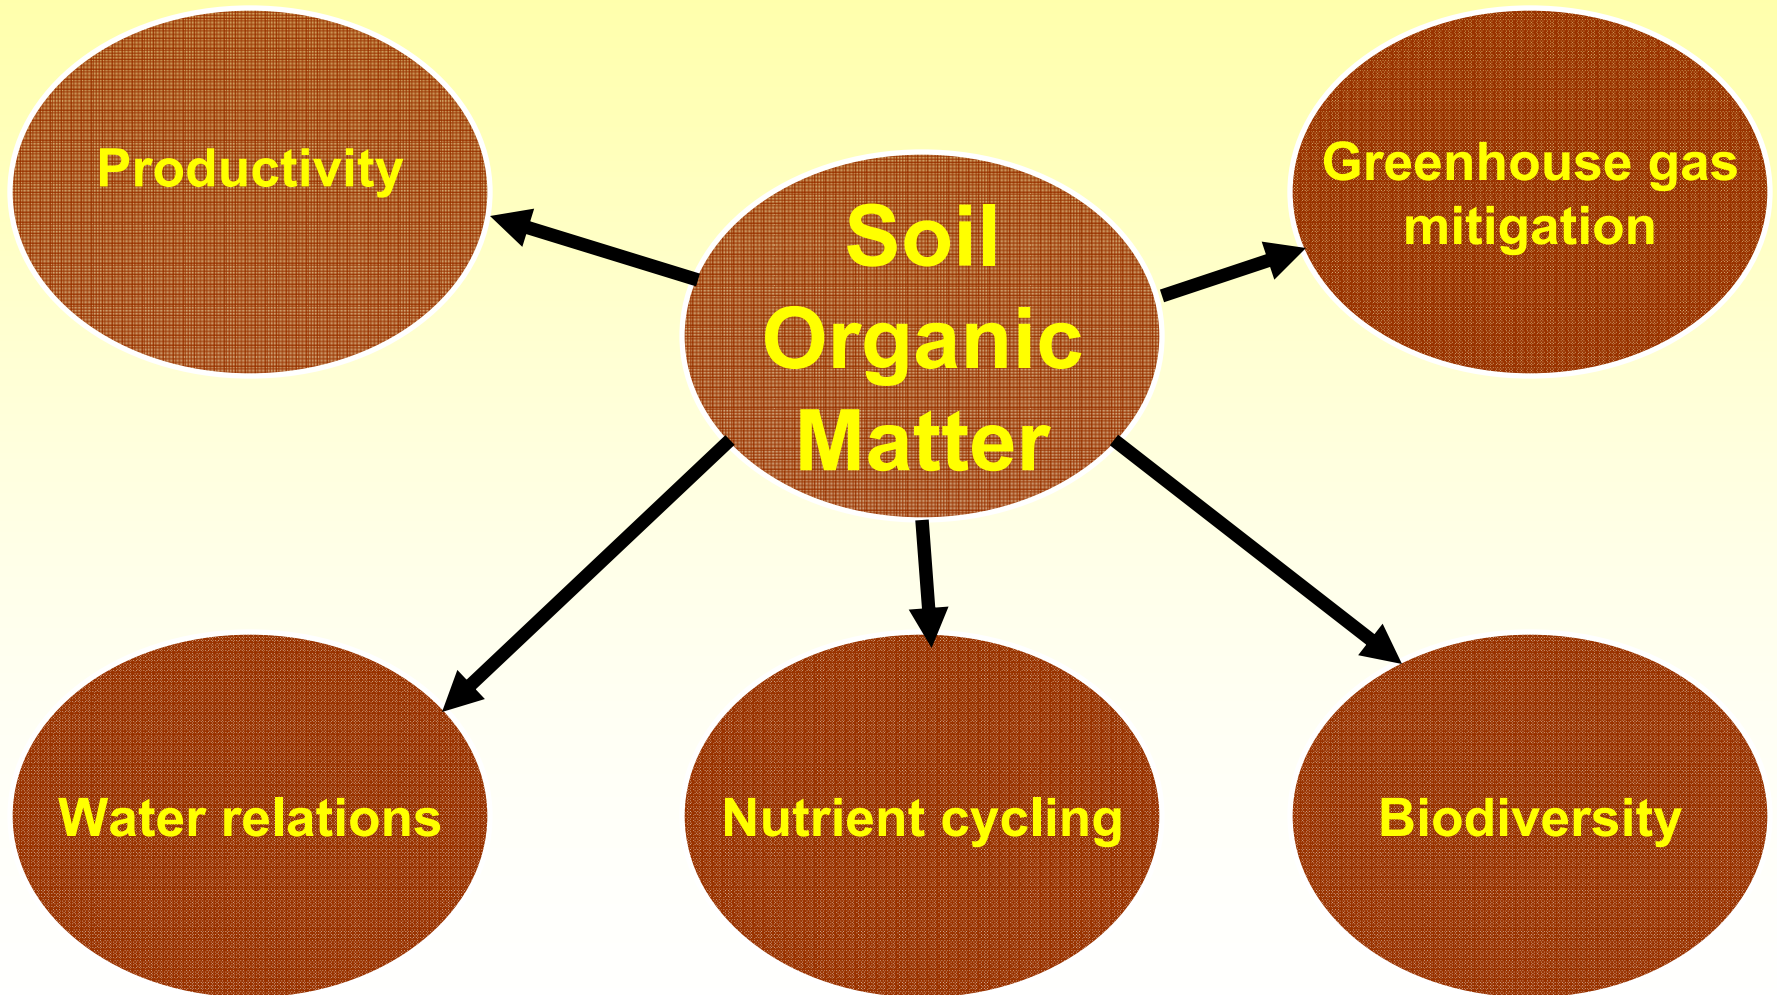 Productivity
Greenhouse gas
mitigation
Soil
Organic
Matter
Water relations
Nutrient cycling
Biodiversity